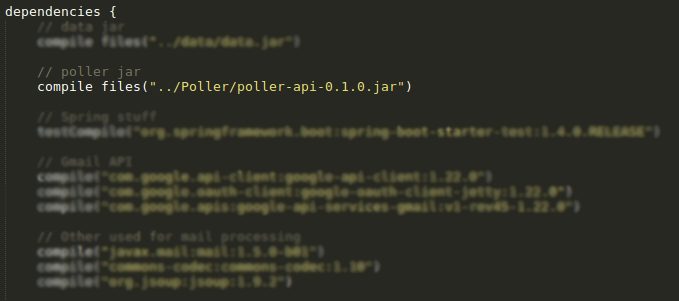 dependencies {
// data jar
compile files("../data/data.jar")
// poller jar
compile files("../Poller/poller-api-0.1.0.jar")
// Spring stuff
testCompile("org.springframework.boot:spring-boot-starter-test:1.4.0.RELEASE")
// Gmail API
compile("com.google.api-client:google-api-client:1.22.0")
compile("com.google.oauth-client:google-oauth-client-jetty:1.22.0")
compile("com.google.apis:google-api-services-gmail:v1-rev45-1.22.0")
// Other used for mail processing
compile("javax.mail:mail:1.5.0-b01")
compile("commons-codec:commons-codec:1.10")
compile("org.jsoup:jsoup:1.9.2")